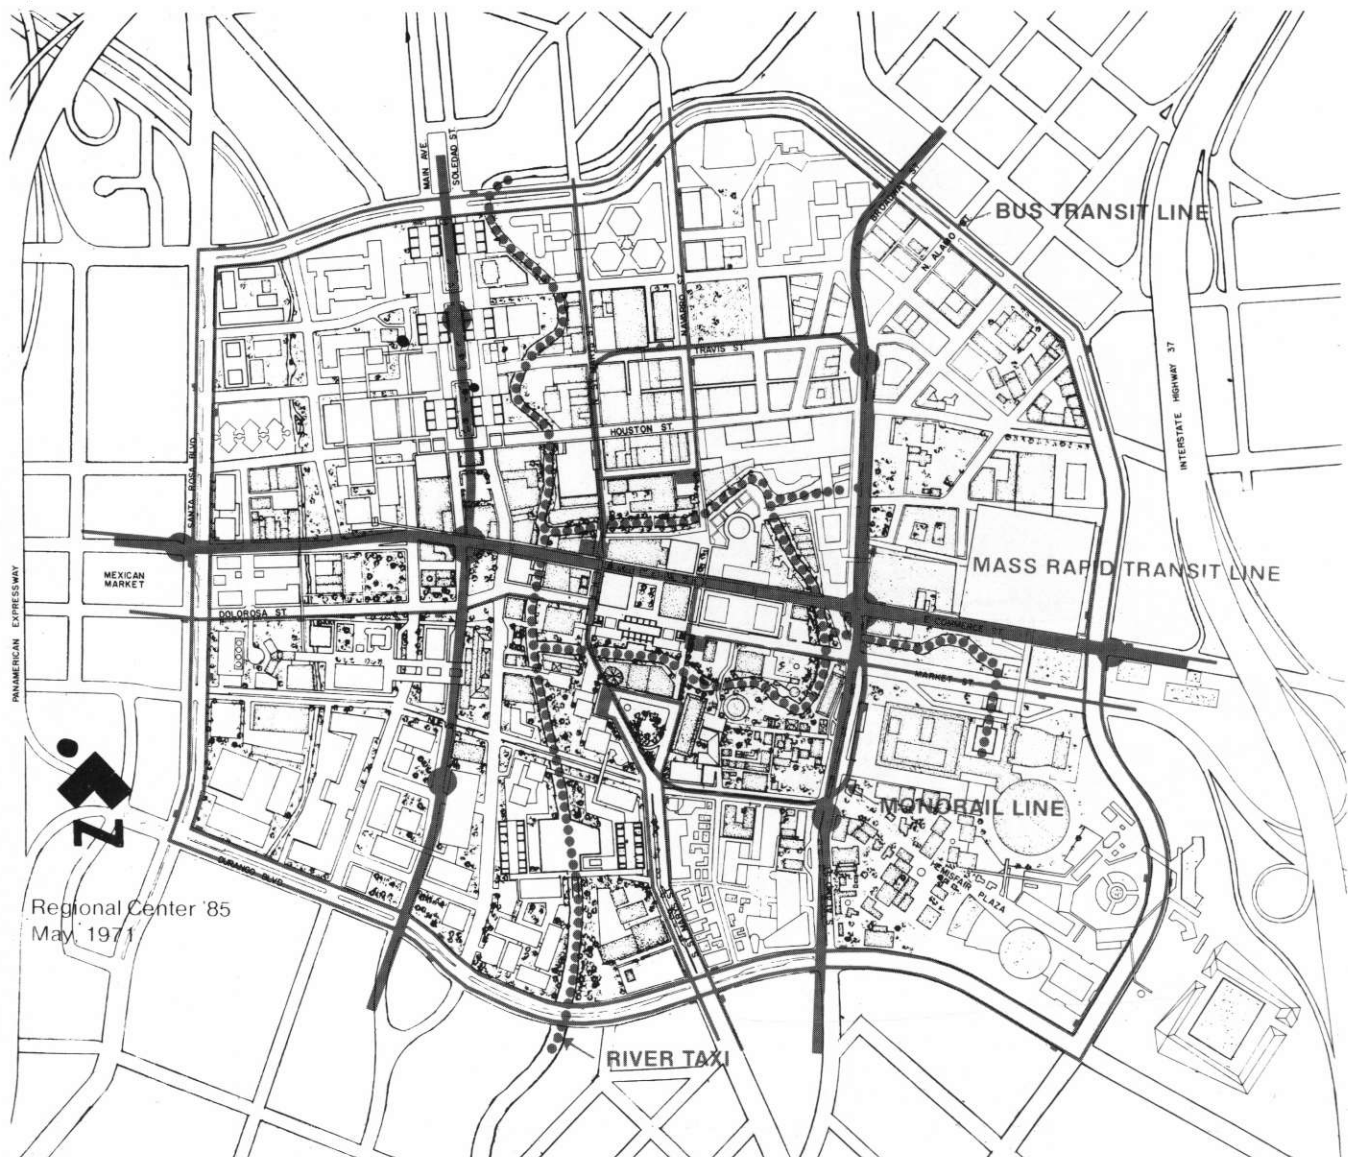 MAIN AVE
SOLEDAD ST.
BROADWAY ST.
BUS TRANSIT LINE
N. ALAMO ST.
NAVARRO ST.
TRAVIS ST.
HOUSTON ST.
INTERSTATE HIGHWAY 37
SANTA ROSA BLVD.
MASS RAPID TRANSIT LINE
MEXICAN
MARKET
DOLOROSA ST.
E. COMMERCE ST.
MARKET ST.
PANAMERICAN EXPRESSWAY
MONORAIL LINE
HEMISFAIR PLAZA
N
DURANGO BLVD.
Regional Center '85
May, 1971
RIVER TAXI